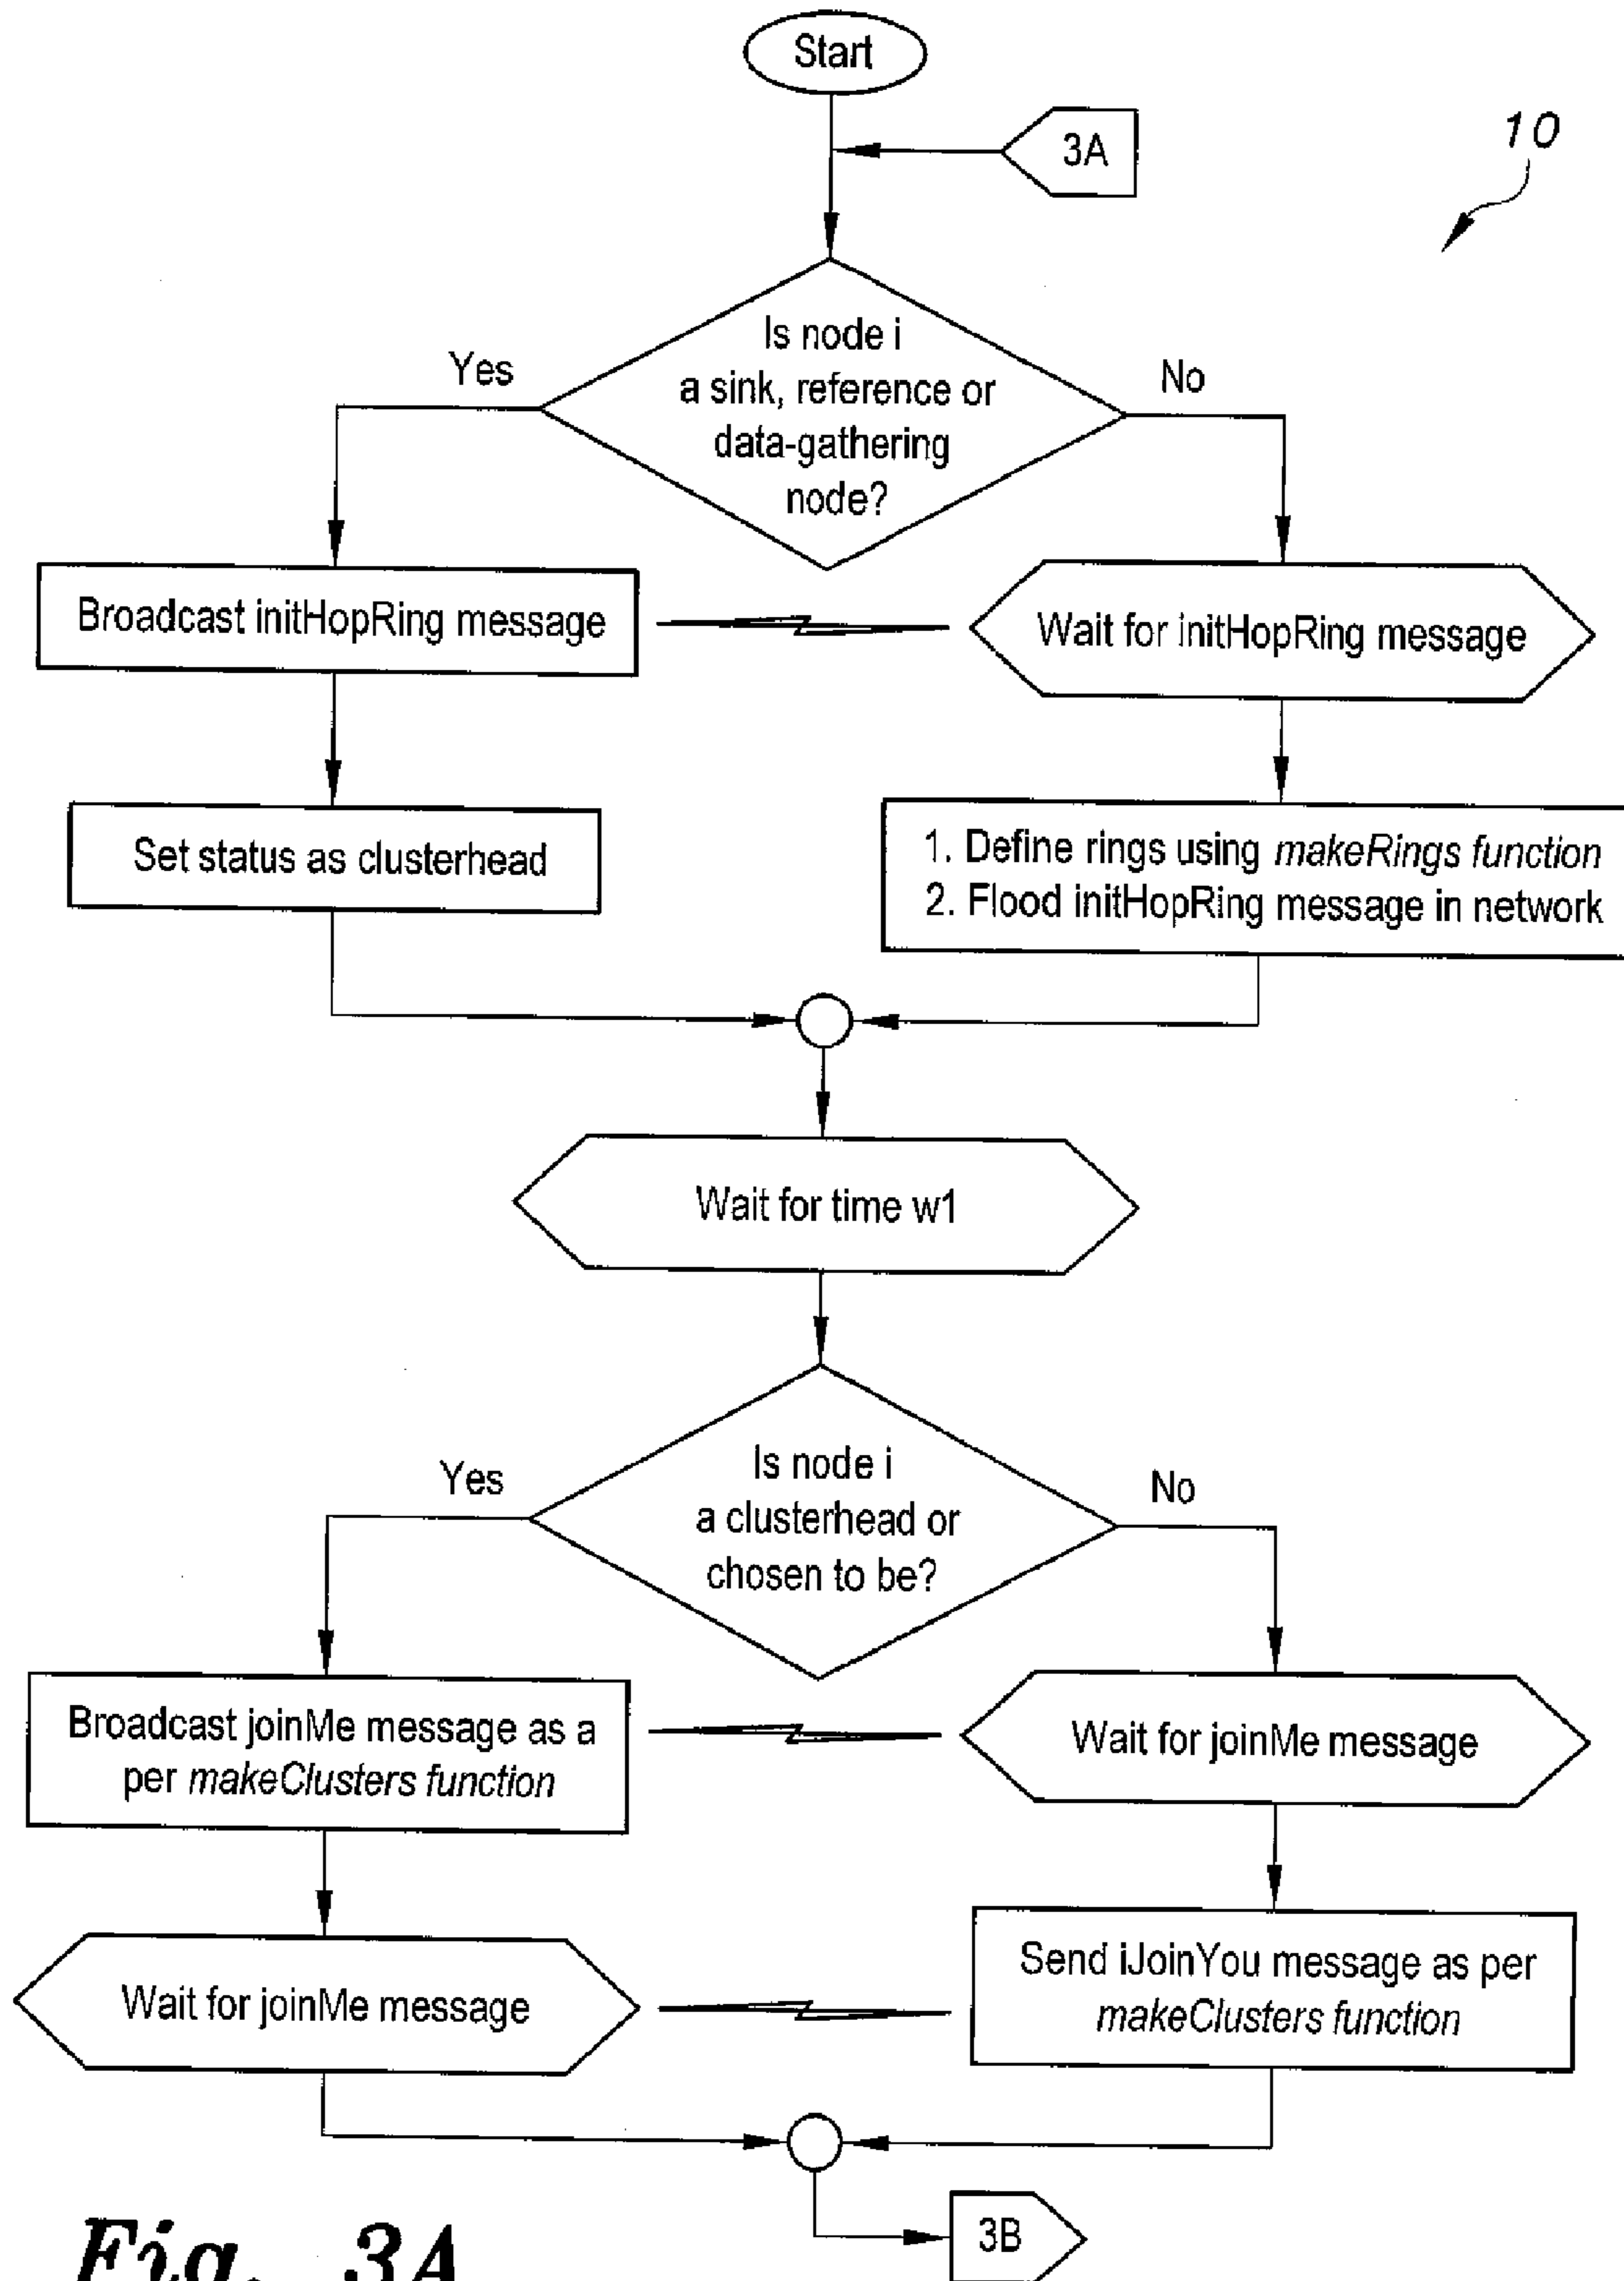 Start
3A
10
Is node i
a sink, reference or
data-gathering
node?
Yes
No
Broadcast initHopRing message
Wait for initHopRing message
Set status as clusterhead
1. Define rings using makeRings function
2. Flood initHopRing message in network
Wait for time w1
Is node i
a clusterhead or
chosen to be?
Yes
No
Broadcast joinMe message as a
per makeClusters function
Wait for joinMe message
Wait for joinMe message
Send iJoinYou message as per
makeClusters function
3B
Fig. 3A